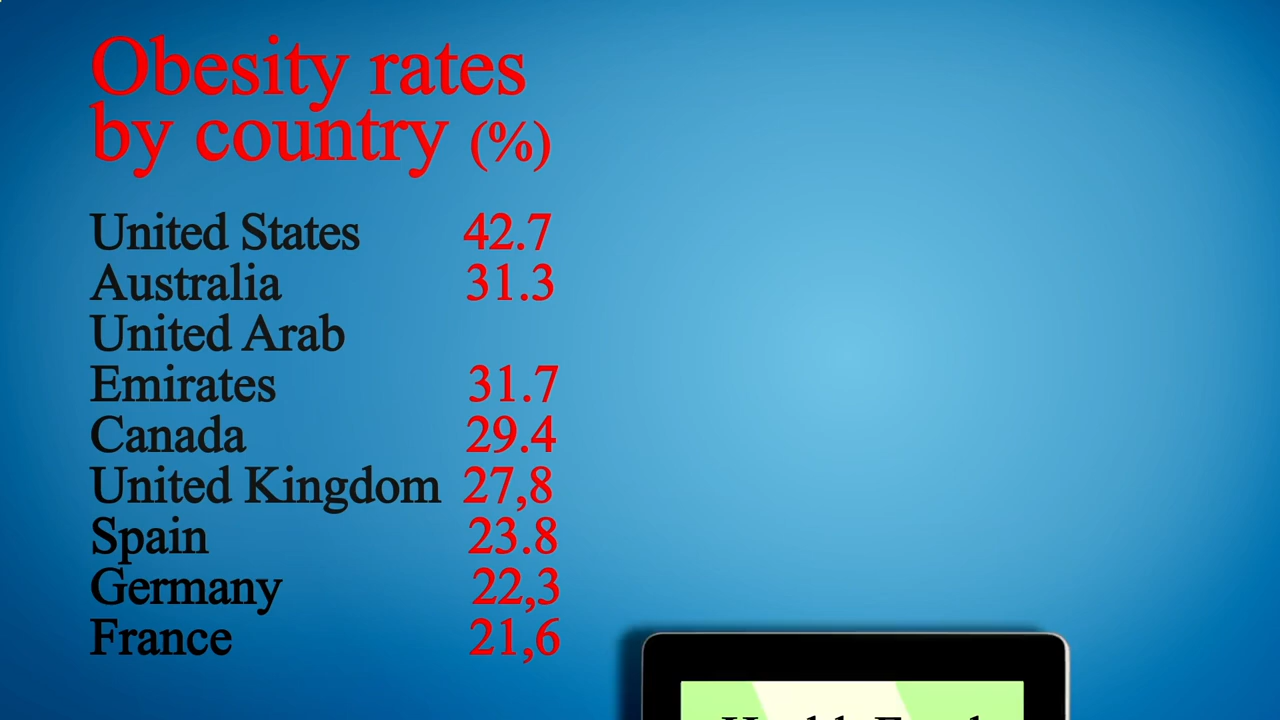 Obesity rates
by country (%)
United States 42.7
Australia 31.3
United Arab
Emirates 31.7
Canada 29.4
United Kingdom 27,8
Spain 23.8
Germany 22,3
France 21,6